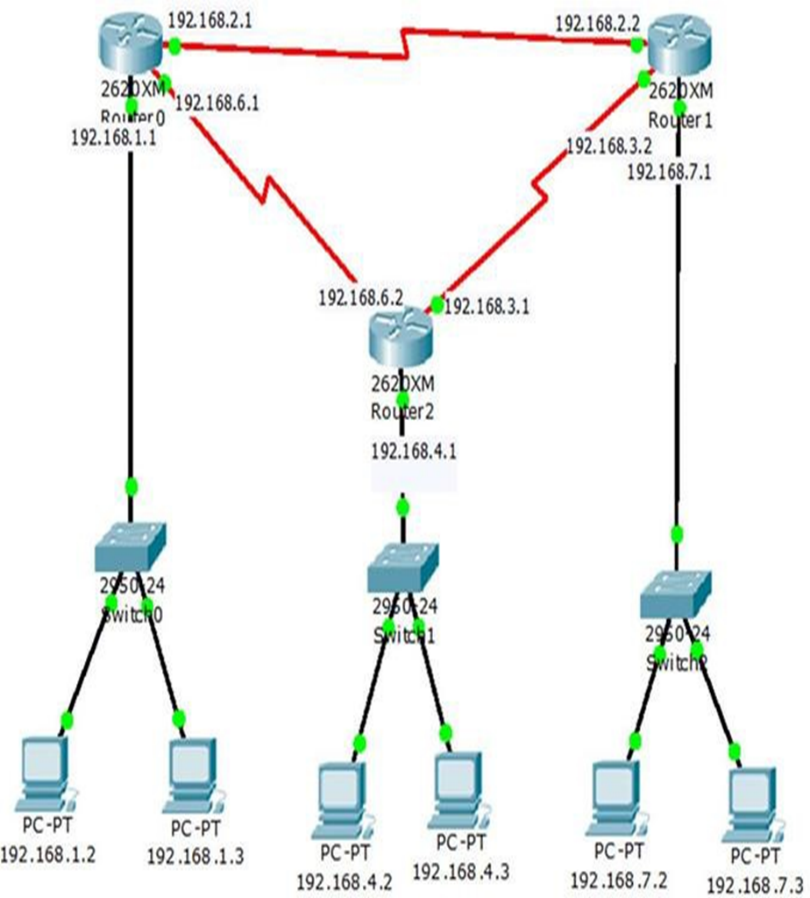 192.168.2.1
192.168.2.2
2620XM
Router0
2620XM
Router1
192.168.6.1
192.168.1.1
192.168.3.2
192.168.7.1
192.168.6.2
192.168.3.1
2620XM
Router2
192.168.4.1
2950-24
Switch0
2950-24
Switch1
2950-24
Switch2
PC-PT
192.168.1.2
PC-PT
192.168.1.3
PC-PT
192.168.4.2
PC-PT
192.168.4.3
PC-PT
192.168.7.2
PC-PT
192.168.7.3